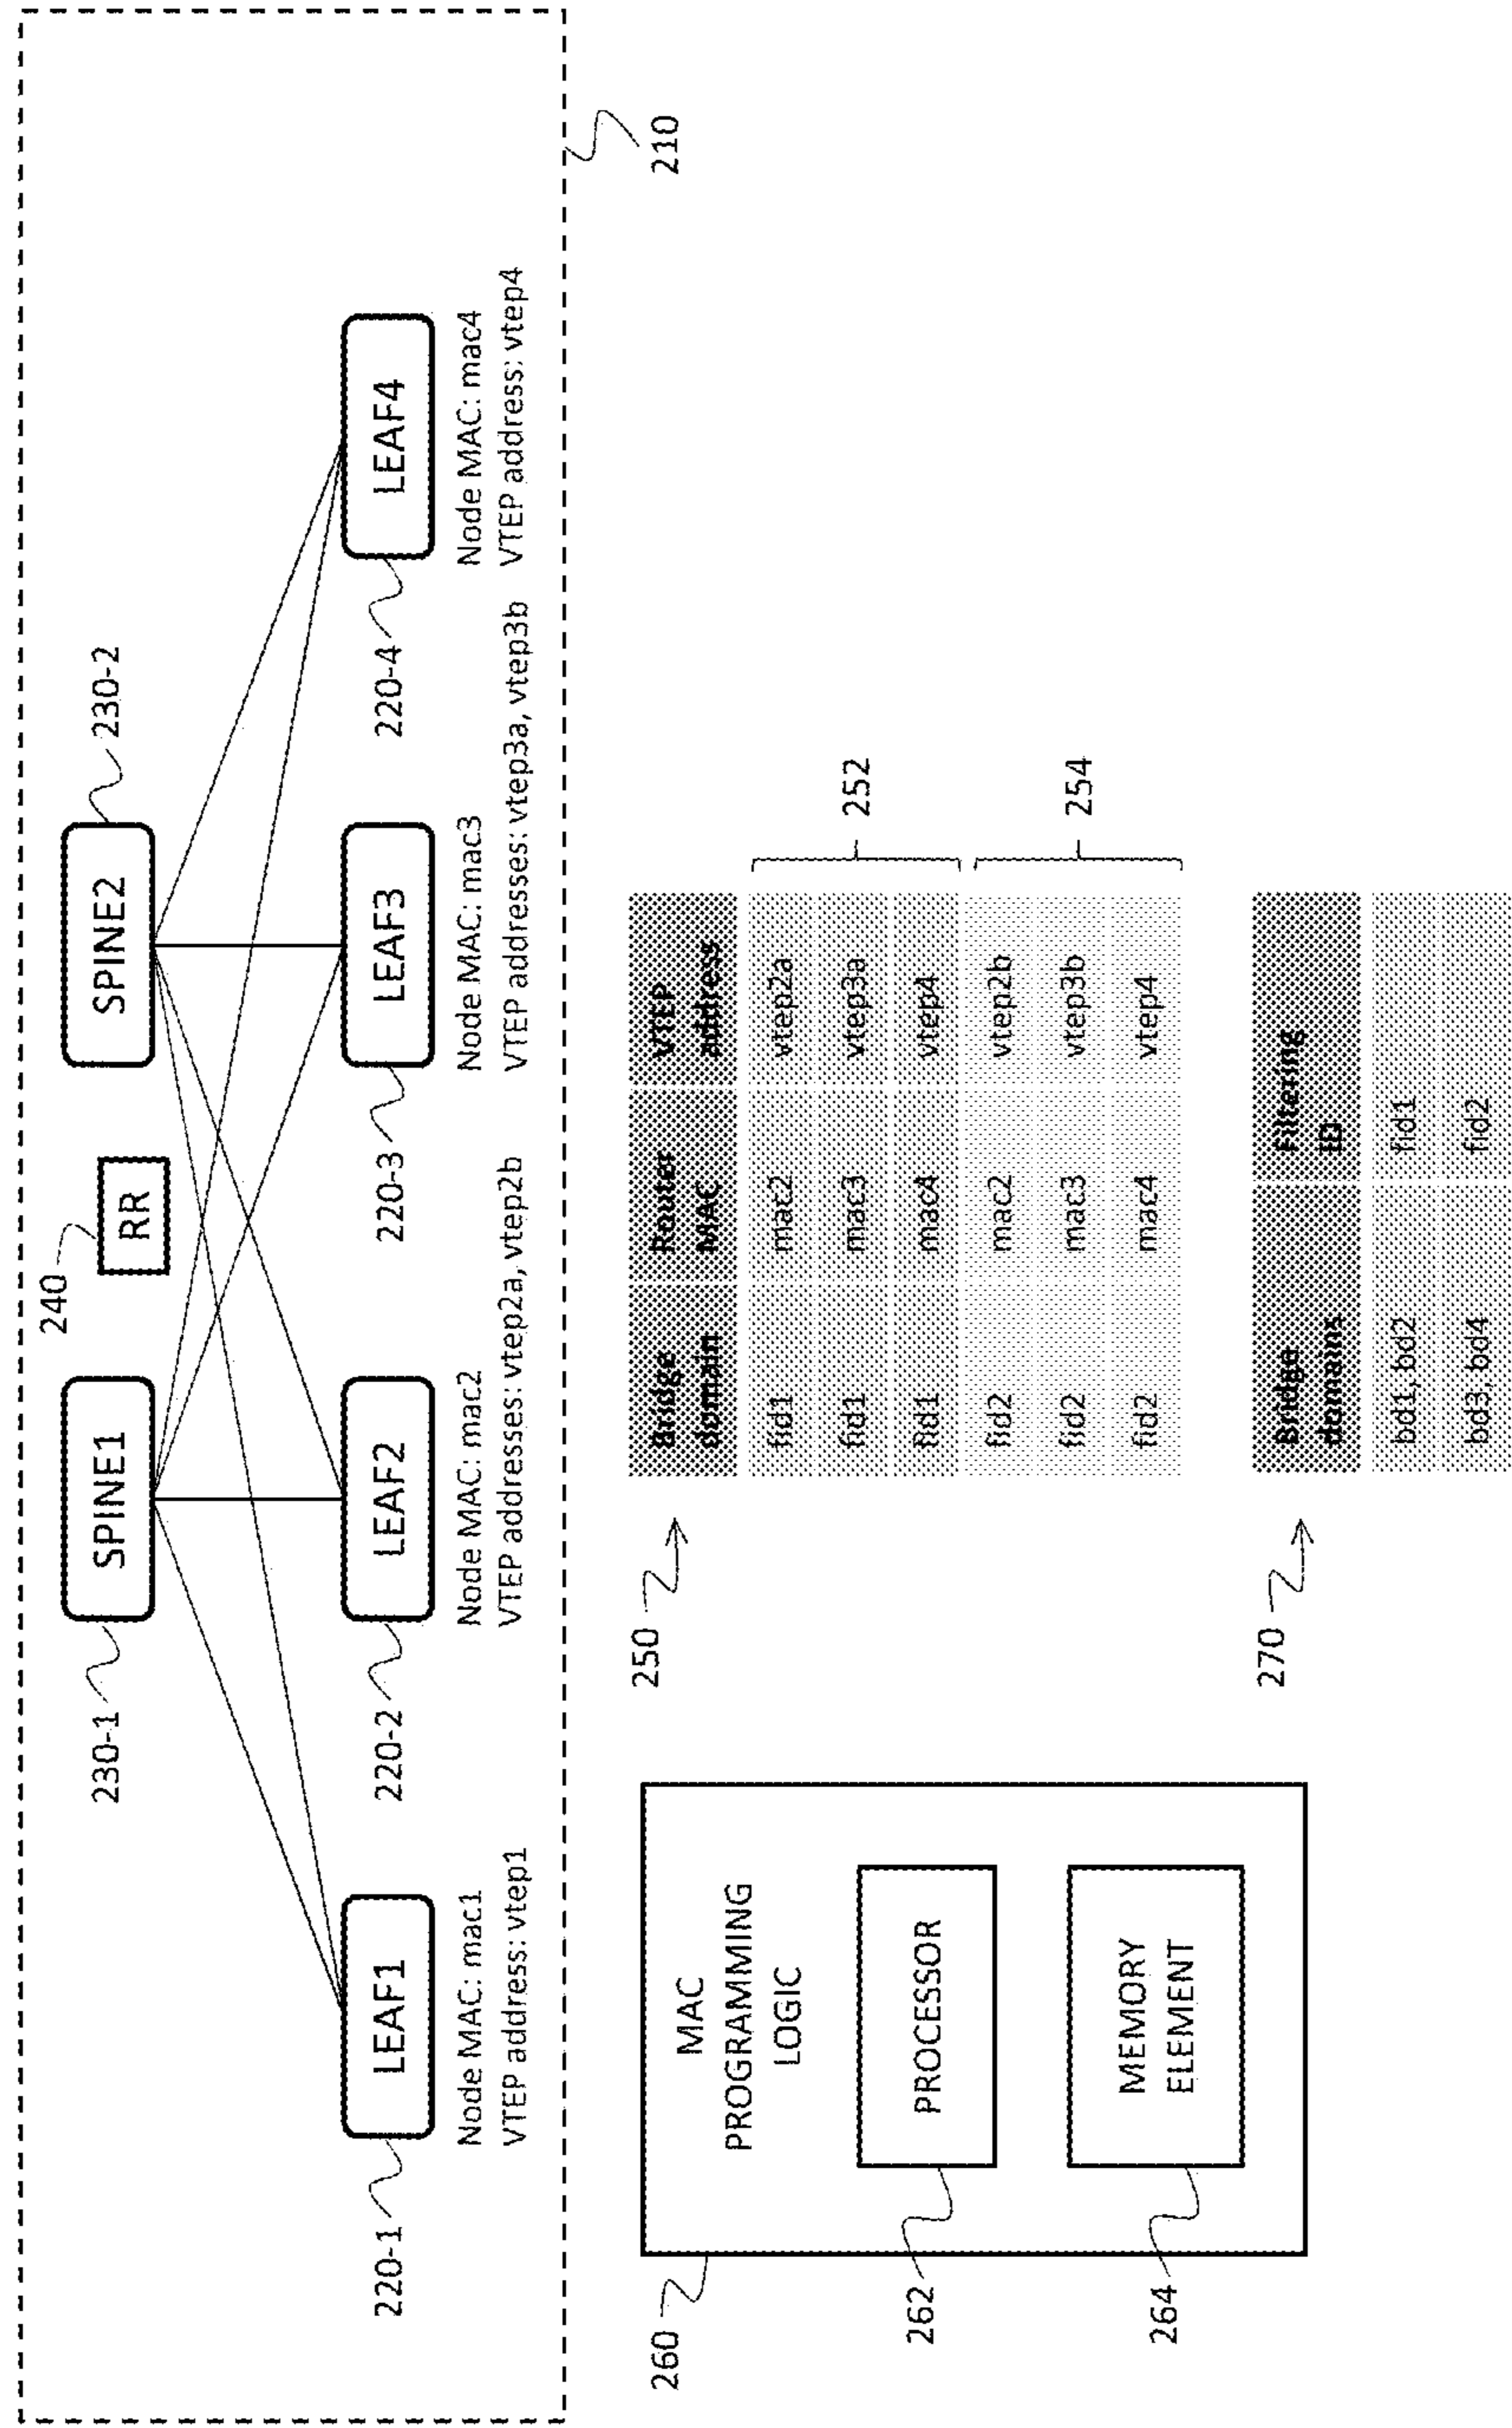 240
RR
230-1
SPINE1
SPINE2
230-2
220-1
LEAF1
220-2
LEAF2
220-3
LEAF3
220-4
LEAF4
Node MAC: mac1
VTEP address: vtep1
Node MAC: mac2
VTEP addresses: vtep2a, vtep2b
Node MAC: mac3
VTEP addresses: vtep3a, vtep3b
Node MAC: mac4
VTEP address: vtep4
210
260
MAC
PROGRAMMING
LOGIC
262
PROCESSOR
264
MEMORY
ELEMENT
250
Bridge domain Router MAC VTEP address
fid1 mac2 vtep2a
fid1 mac3 vtep3a
fid1 mac4 vtep4
252
fid2 mac2 vtep2b
fid2 mac3 vtep3b
fid2 mac4 vtep4
254
270
Bridge domains Filtering ID
bd1, bd2 fid1
bd3, bd4 fid2